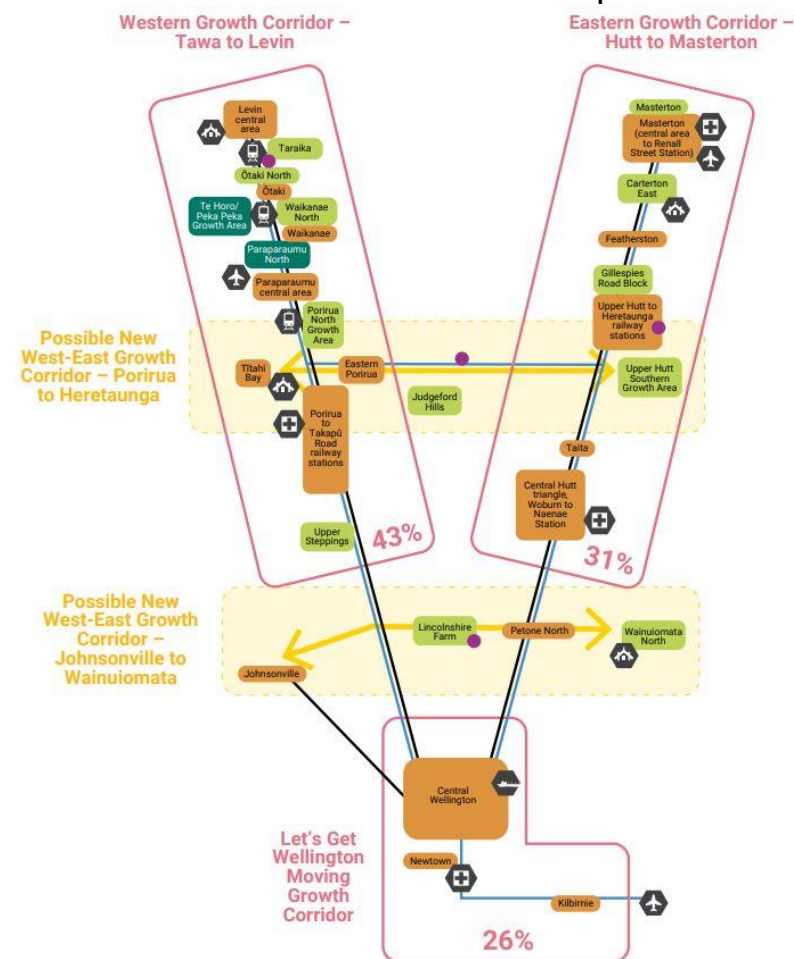 Western Growth Corridor –
Tawa to Levin
Eastern Growth Corridor –
Hutt to Masterton
Levin
central
area
Taraika
Ōtaki North
Ōtaki
Te Horo/
Peka Peka
Growth Area
Waikanae
North
Waikanae
Paraparaumu
North
Paraparaumu
central area
Porirua
North
Growth
Area
Masterton
Masterton
(central area
to Renall
Street Station)
Carterton
East
Featherston
Gillespies
Road Block
Upper Hutt to
Heretaunga
railway
stations
Possible New
West-East Growth
Corridor – Porirua
to Heretaunga
Tītahi
Bay
Eastern
Porirua
Judgeford
Hills
Upper Hutt
Southern
Growth Area
Porirua
to
Takapū
Road
railway
stations
Taita
Central Hutt
triangle,
Woburn to
Naenae
Station
Upper
Steppings
43%
31%
Possible New
West-East Growth
Corridor –
Johnsonville to
Wainuiomata
Lincolnshire
Farm
Petone North
Wainuiomata
North
Johnsonville
Central
Wellington
Let's Get
Wellington
Moving
Growth
Corridor
Newtown
Kilbirnie
26%